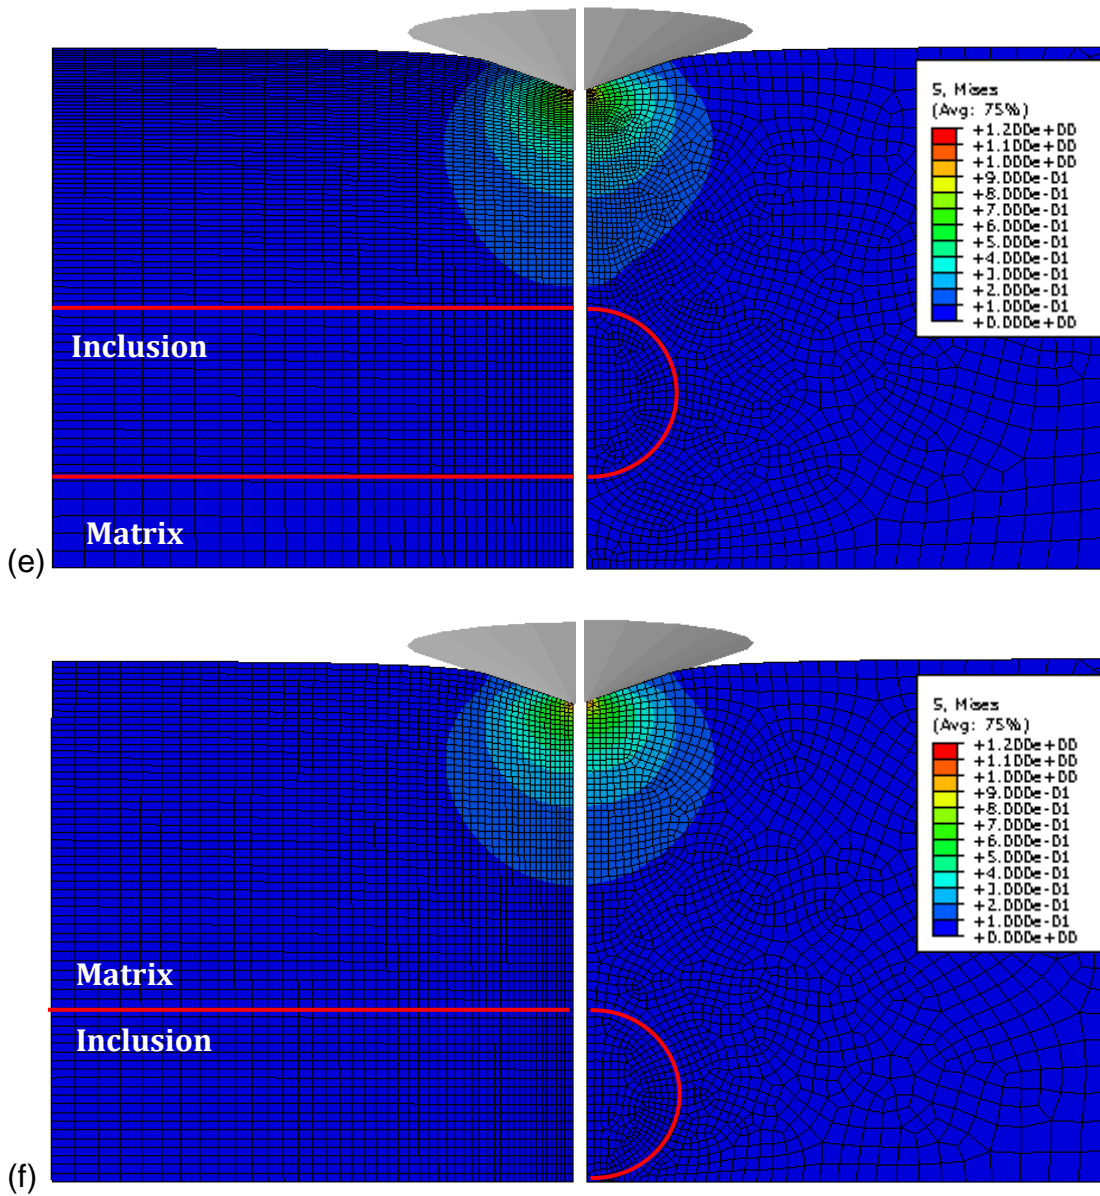 S, Mises
(Avg: 75%)
+1.200e+00
+1.100e+00
+1.000e+00
+9.000e-01
+8.000e-01
+7.000e-01
+6.000e-01
+5.000e-01
+4.000e-01
+3.000e-01
+2.000e-01
+1.000e-01
+0.000e+00
Inclusion
Matrix
(e)
S, Mises
(Avg: 75%)
+1.200e+00
+1.100e+00
+1.000e+00
+9.000e-01
+8.000e-01
+7.000e-01
+6.000e-01
+5.000e-01
+4.000e-01
+3.000e-01
+2.000e-01
+1.000e-01
+0.000e+00
Matrix
Inclusion
(f)